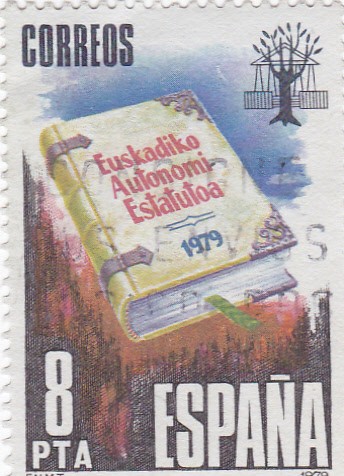 CORREOS
Euskadiko
Autonomi
Estatutoa
1979
8
PTA
ESPAÑA
F.N.M.T.
1979